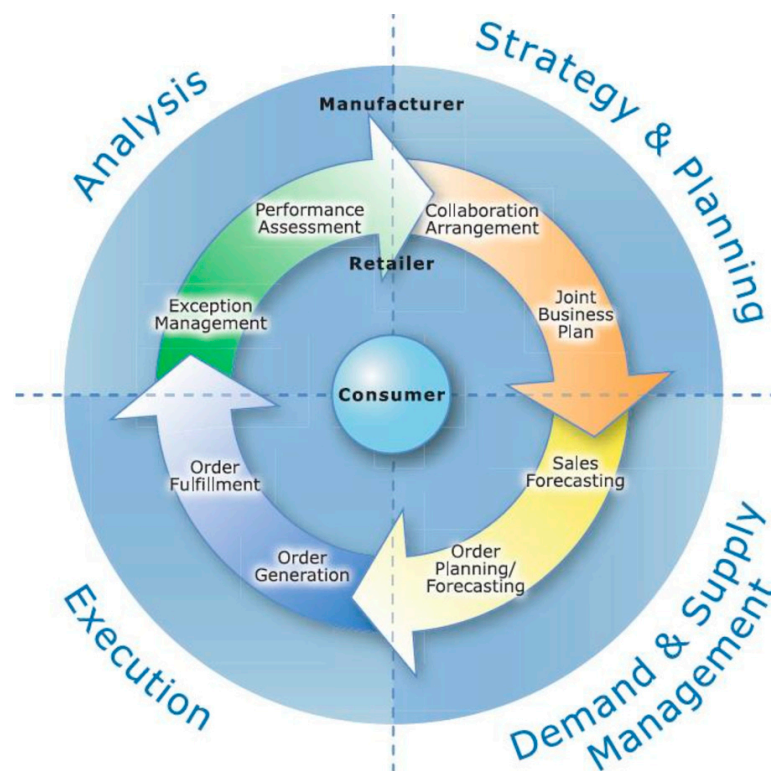 Strategy & Planning
Analysis
Manufacturer
Performance
Assessment
Collaboration
Arrangement
Retailer
Exception
Management
Joint
Business
Plan
Consumer
Order
Fulfillment
Sales
Forecasting
Order
Generation
Order
Planning/
Forecasting
Execution
Demand & Supply
Management